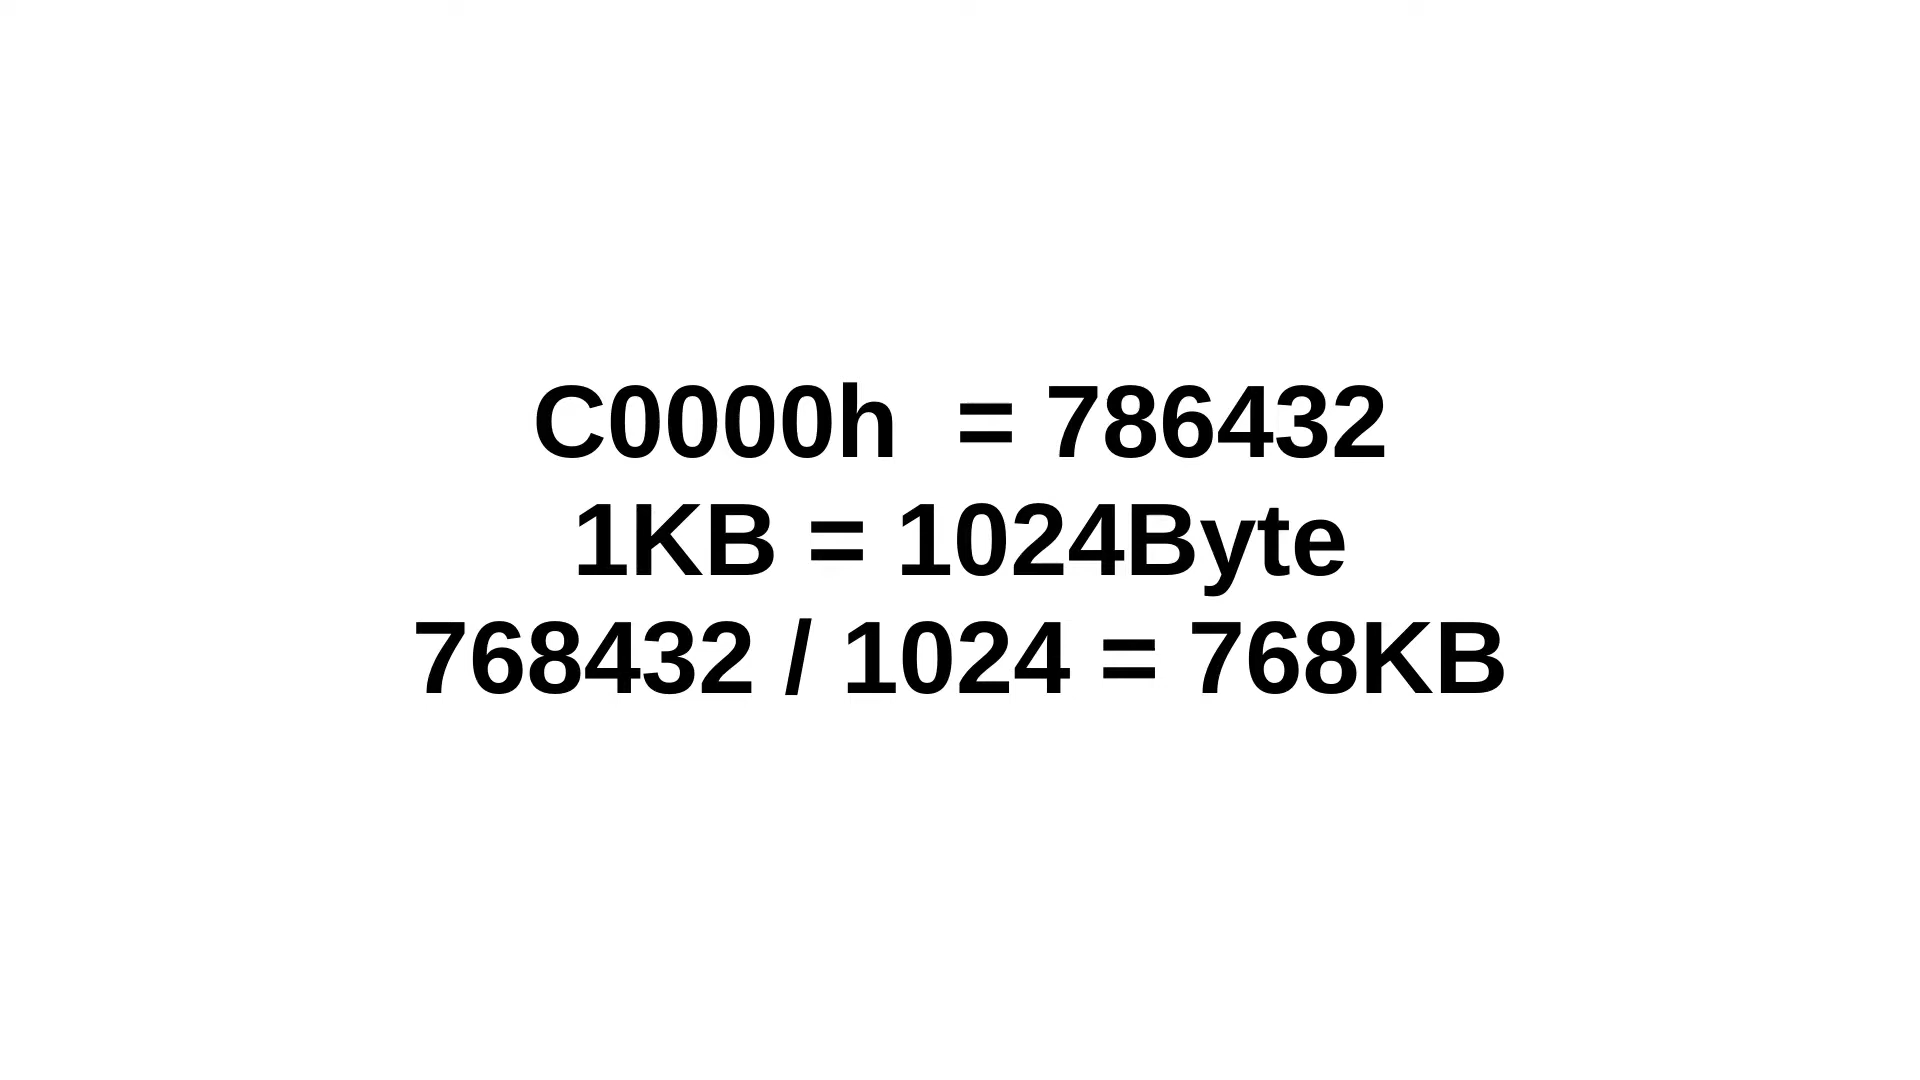 C0000h  = 786432
1KB = 1024Byte
768432 / 1024 = 768KB